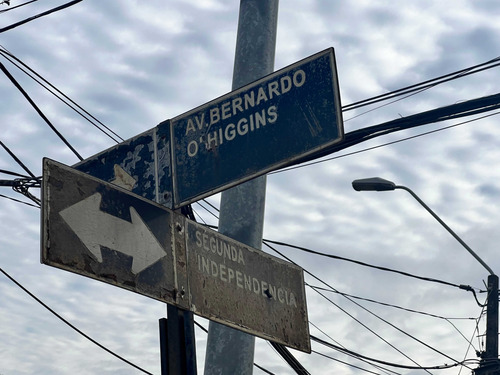 AV. BERNARDO
O'HIGGINS
SEGUNDA
INDEPENDENCIA